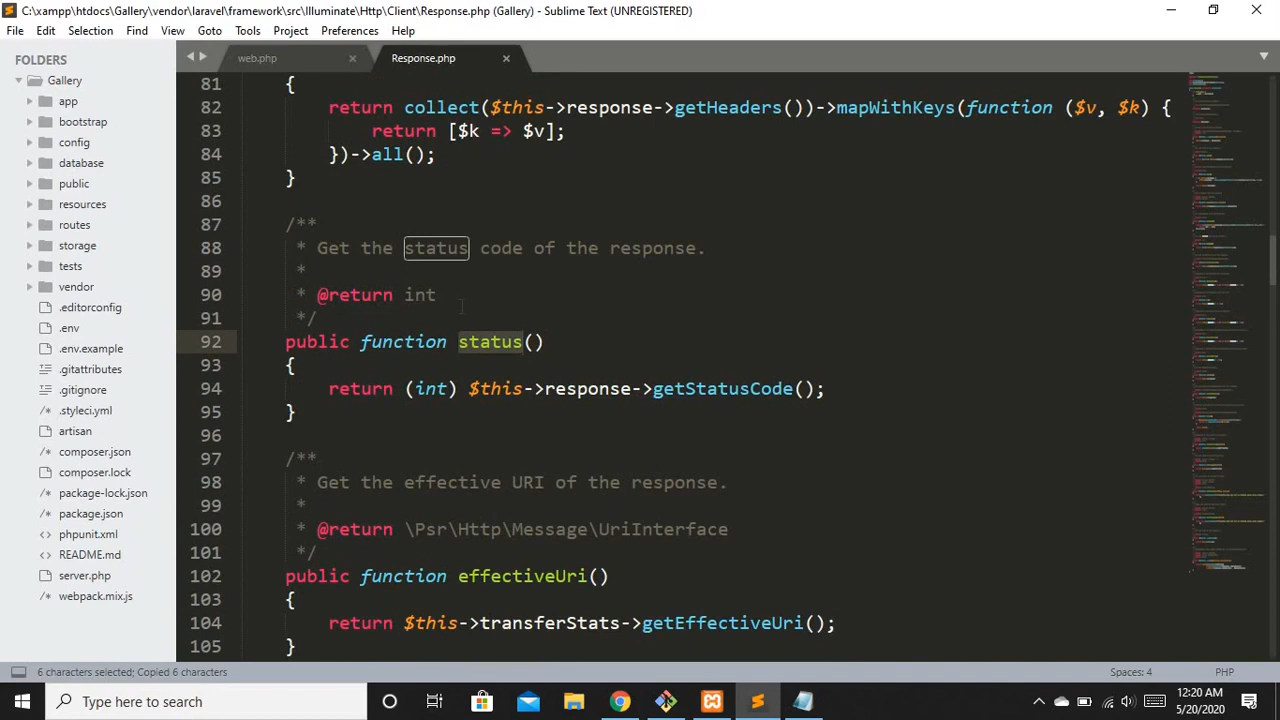 C:\xampp\htdocs\Gallery\vendor\laravel\framework\src\Illuminate\Http\Client\Response.php (Gallery) - Sublime Text (UNREGISTERED)
File Edit Selection Find View Goto Tools Project Preferences Help
FOLDERS
Gallery
app
bootstrap
config
database
public
resources
routes
storage
tests
vendor
.editorconfig
.env
.env.example
.gitattributes
.gitignore
.styleci.yml
artisan
composer.json
composer.lock
package-lock.json
package.json
phpunit.xml
README.md
server.php
webpack.mix.js
web.php Response.php
81 {
82 return collect($this->response->getHeaders())->mapWithKeys(function ($v, $k) {
83 return [$k => $v];
84 })->all();
85 }
86
87 /**
88 * Get the status code of the response.
89 *
90 * @return int
91 */
92 public function status()
93 {
94 return (int) $this->response->getStatusCode();
95 }
96
97 /**
98 * Get the effective URI of the response.
99 *
100 * @return \Psr\Http\Message\UriInterface
101 */
102 public function effectiveUri()
103 {
104 return $this->transferStats->getEffectiveUri();
105 }
6 characters selected; Copied 6 characters Spaces: 4 PHP
Type here to search
12:20 AM
5/20/2020